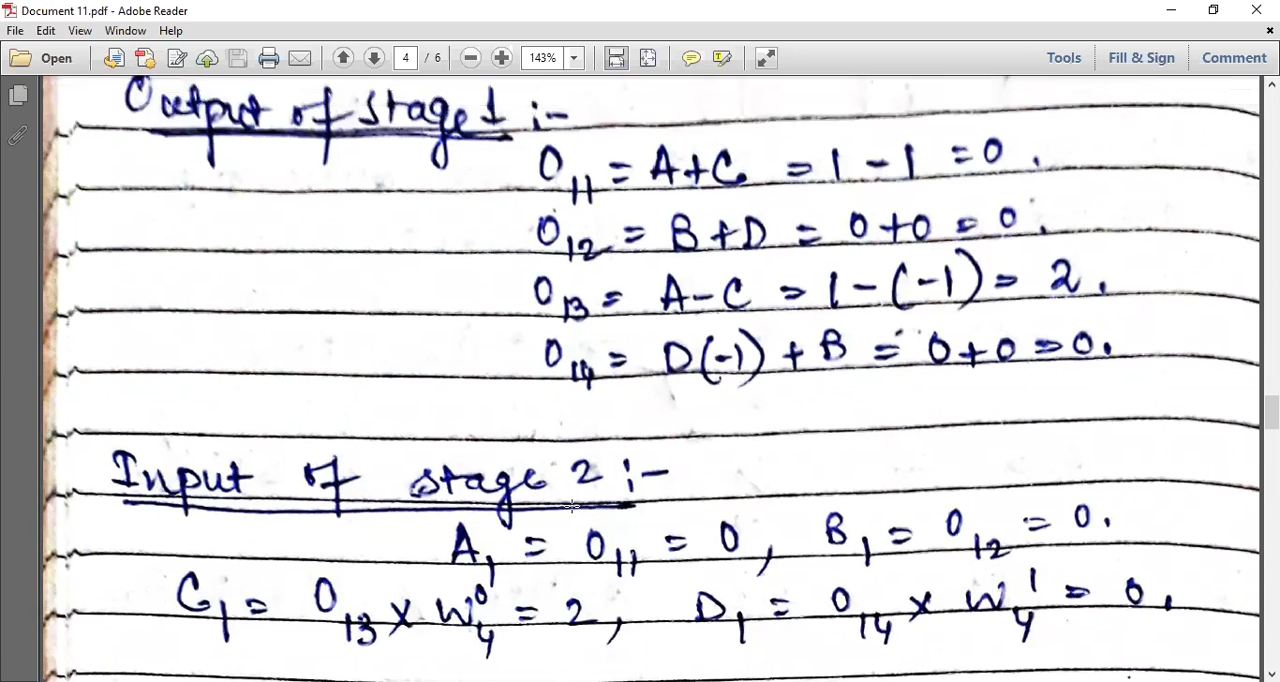 Document 11.pdf - Adobe Reader
File Edit View Window Help
Open 4 / 6 143% Tools Fill & Sign Comment
Output of stage 1 :-
O11 = A+C = 1 - 1 = 0.
O12 = B+D = 0+0 = 0.
O13 = A-C = 1-(-1) = 2.
O14 = D(-1) + B = 0+0 = 0.
Input of stage 2 :-
A1 = O11 = 0, B1 = O12 = 0.
C1 = O13 × W4^0 = 2, D1 = O14 × W4^1 = 0.